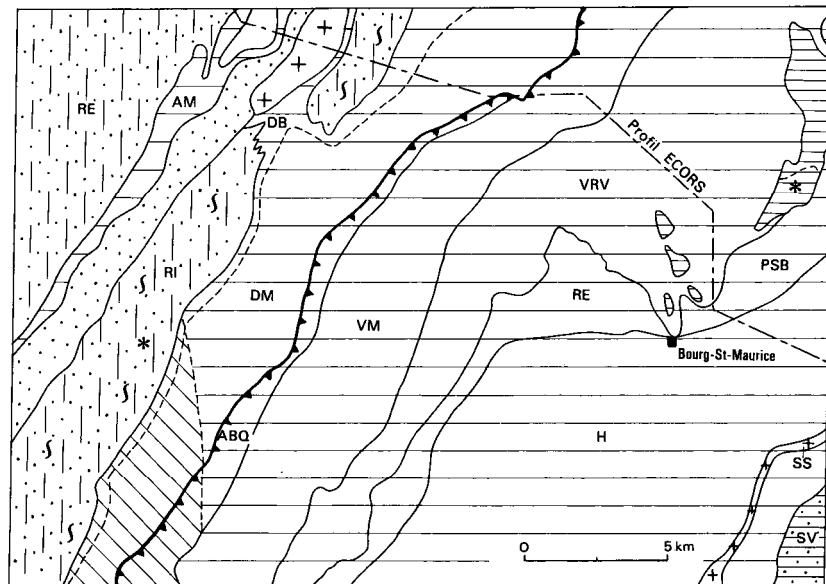 RE
AM
DB
Profil ECORS
VRV
RI
DM
RE
PSB
VM
Bourg-St-Maurice
ABQ
H
SS
0 5 km
SV